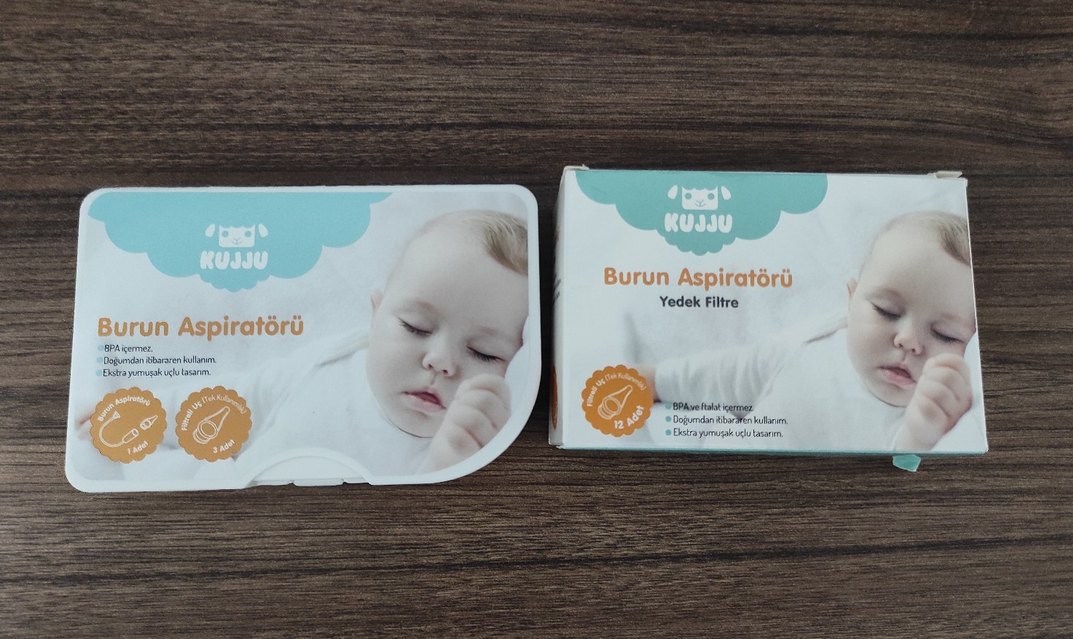 KUJJU
Burun Aspiratörü
BPA içermez.
Doğumdan itibararen kullanım.
Ekstra yumuşak uçlu tasarım.
Burun Aspiratörü
1 Adet
Filtreli Uç (Tek Kullanımlık)
3 Adet
KUJJU
Burun Aspiratörü
Yedek Filtre
Filtreli Uç (Tek Kullanımlık)
12 Adet
BPA ve ftalat içermez
Doğumdan itibaren kullanım.
Ekstra yumuşak uçlu tasarım.